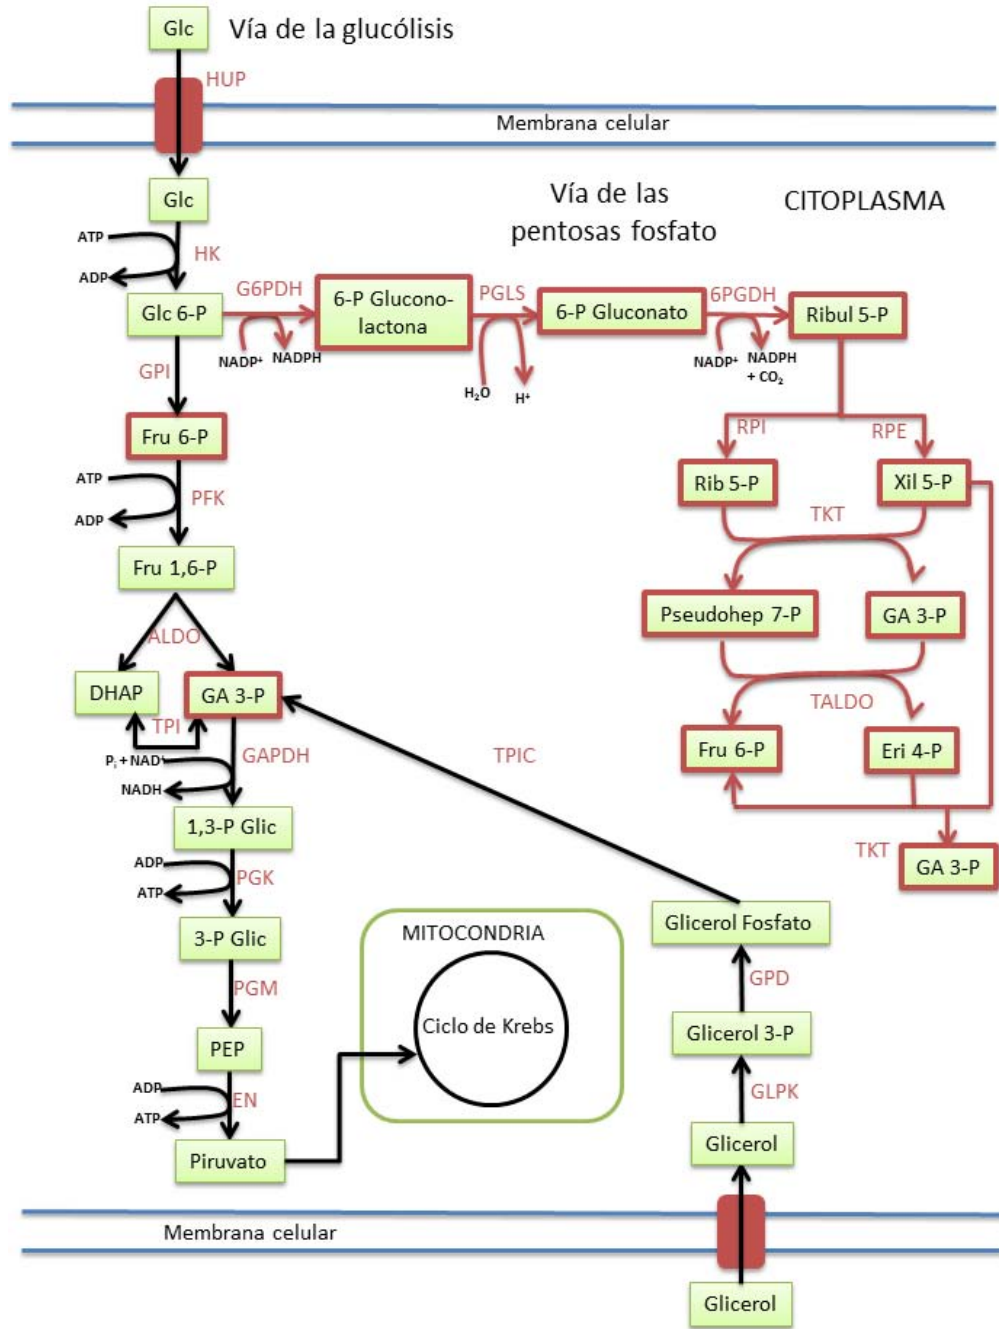 Glc
Vía de la glucólisis
HUP
Membrana celular
Glc
Vía de las
pentosas fosfato
CITOPLASMA
ATP
HK
ADP
Glc 6-P
G6PDH
NADP+
NADPH
6-P Glucono-
lactona
PGLS
H2O
H+
6-P Gluconato
6PGDH
NADP+
NADPH
+ CO2
Ribul 5-P
GPI
Fru 6-P
RPI
RPE
Rib 5-P
Xil 5-P
ATP
PFK
ADP
TKT
Fru 1,6-P
Pseudohep 7-P
GA 3-P
ALDO
DHAP
GA 3-P
TALDO
TPI
Fru 6-P
Eri 4-P
Pi + NAD+
GAPDH
NADH
TPIC
1,3-P Glic
TKT
GA 3-P
ADP
PGK
ATP
3-P Glic
MITOCONDRIA
Ciclo de Krebs
Glicerol Fosfato
GPD
PGM
Glicerol 3-P
PEP
GLPK
ADP
EN
ATP
Piruvato
Glicerol
Membrana celular
Glicerol